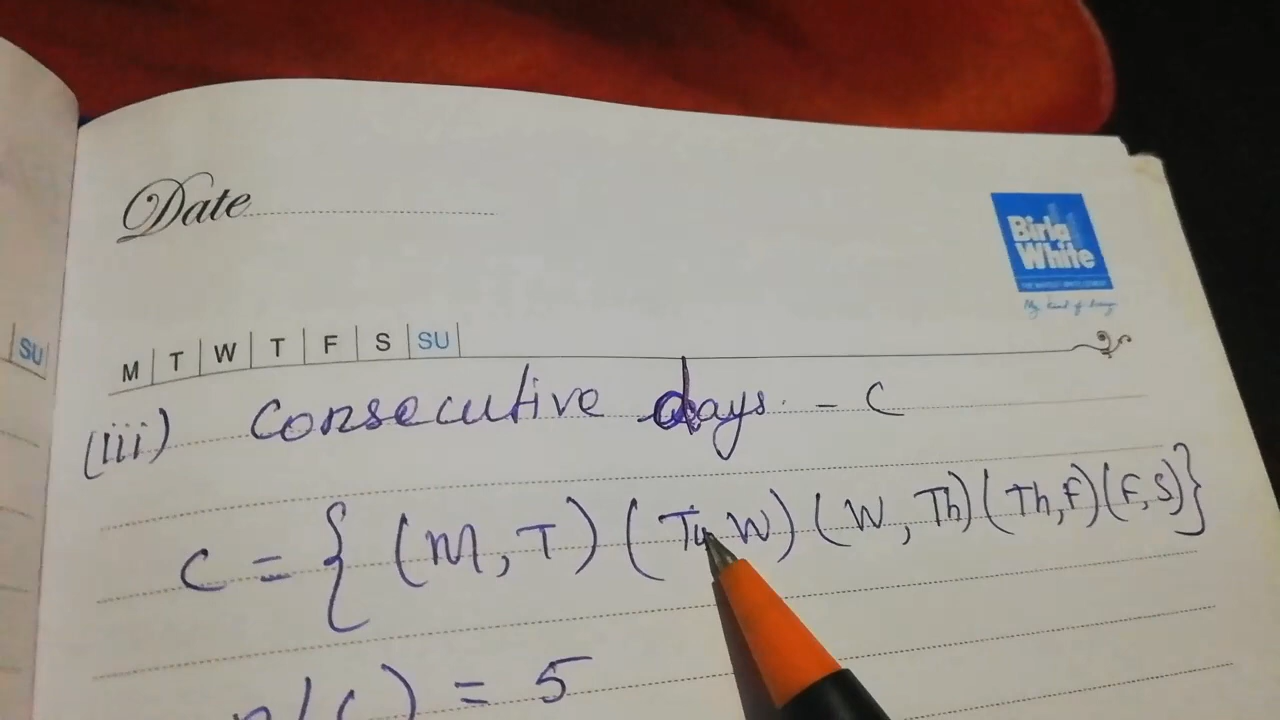 Date
Birla
White
SU
M T W T F S SU
(iii) Consecutive days. - C
C = { (M, T) (Tu W) (W, Th) (Th, F) (F, S) }
n(C) = 5